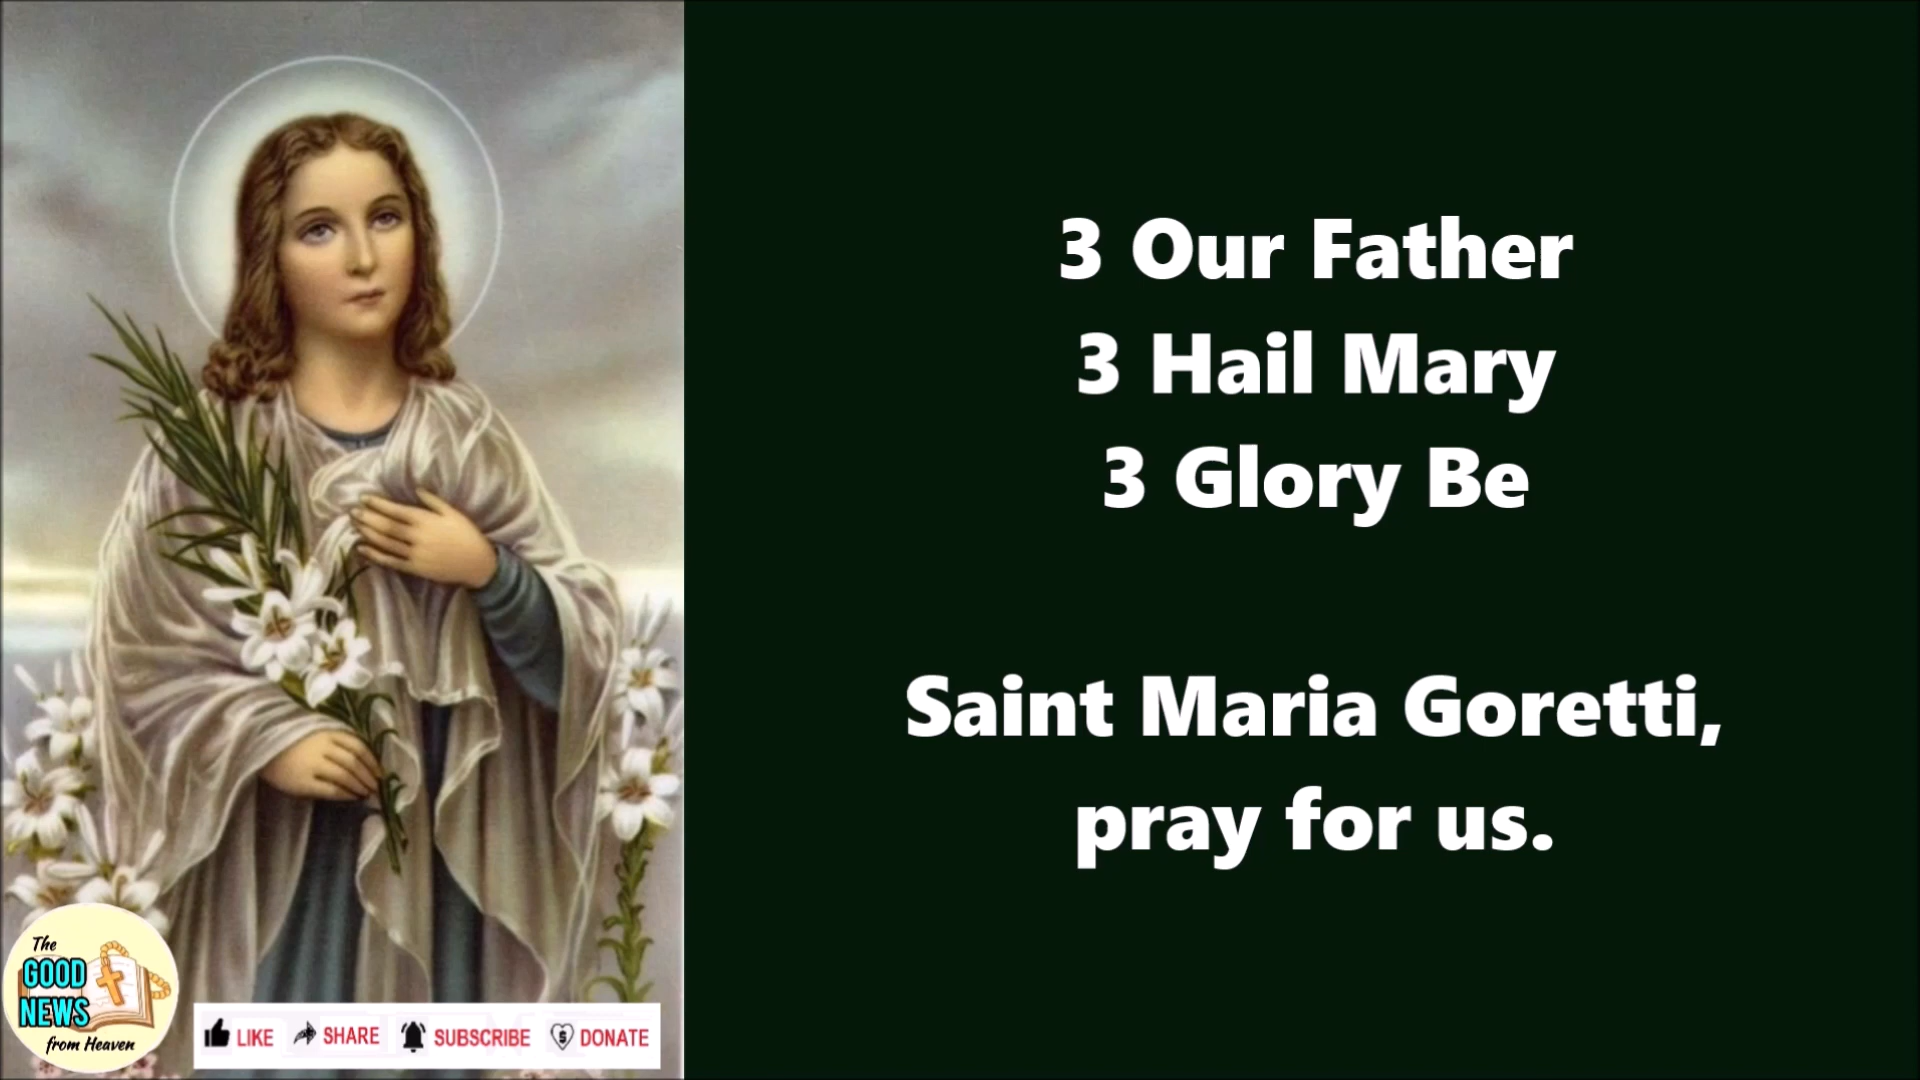 3 Our Father
3 Hail Mary
3 Glory Be
Saint Maria Goretti,
pray for us.
The
GOOD
NEWS
from Heaven
LIKE SHARE SUBSCRIBE DONATE